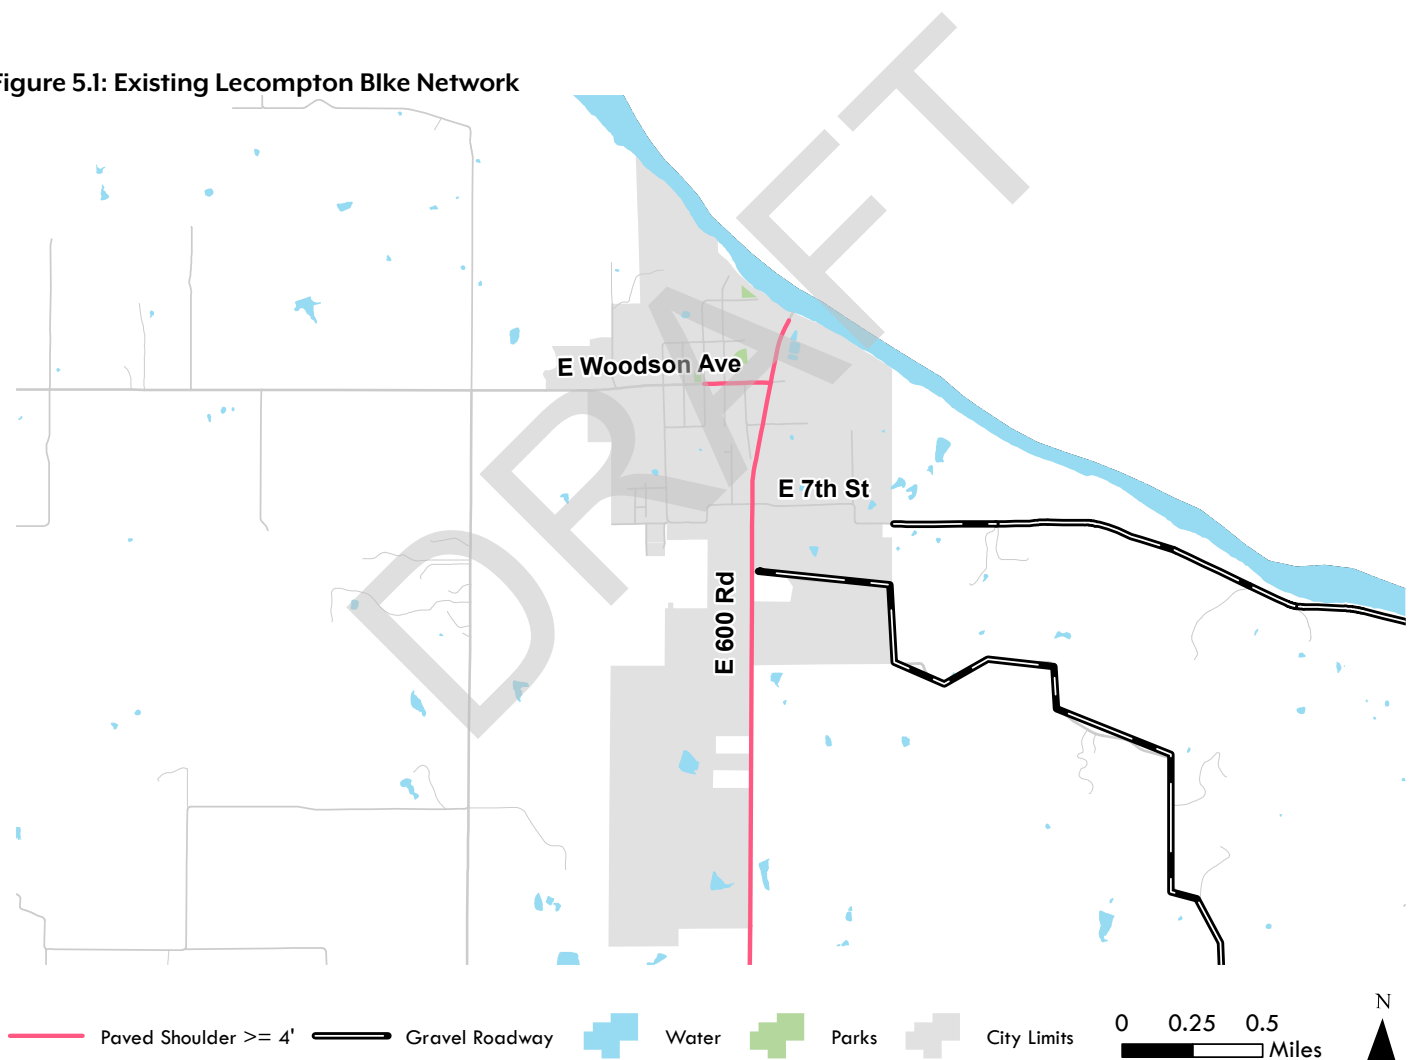 Figure 5.1: Existing Lecompton BIke Network
DRAFT
E Woodson Ave
E 7th St
E 600 Rd
Paved Shoulder >= 4'
Gravel Roadway
Water
Parks
City Limits
0 0.25 0.5
Miles
N